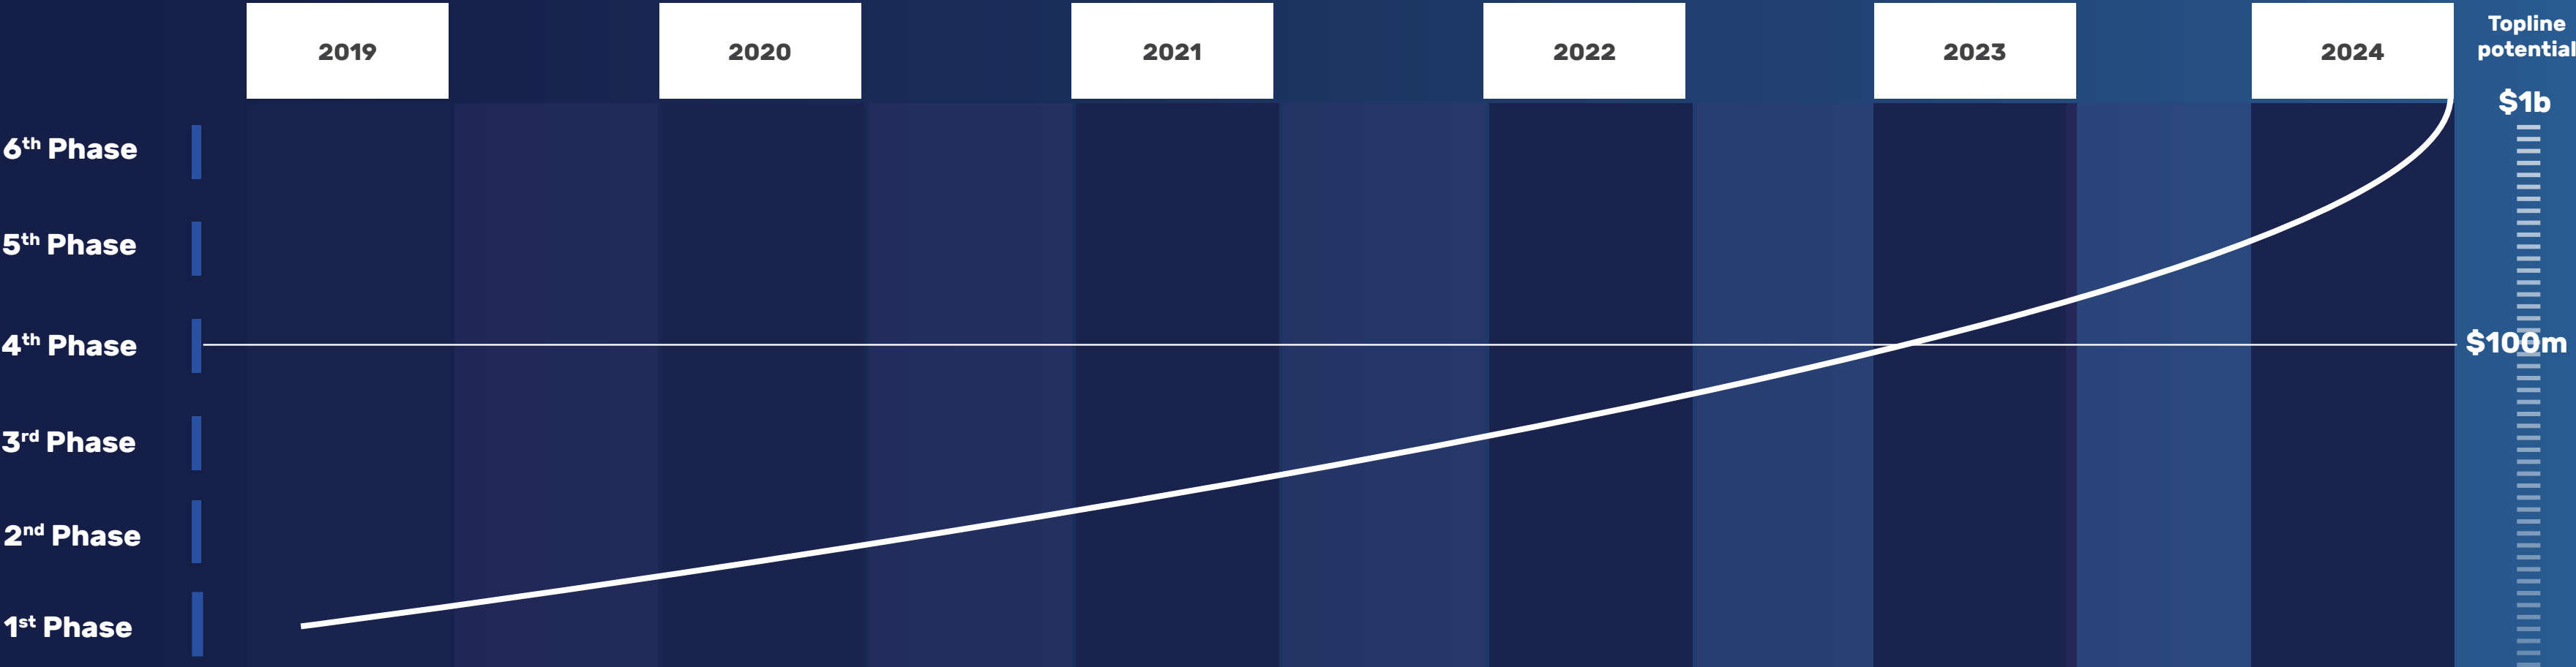 2019
2020
2021
2022
2023
2024
Topline
potential
$1b
6th Phase
5th Phase
4th Phase
$100m
3rd Phase
2nd Phase
1st Phase